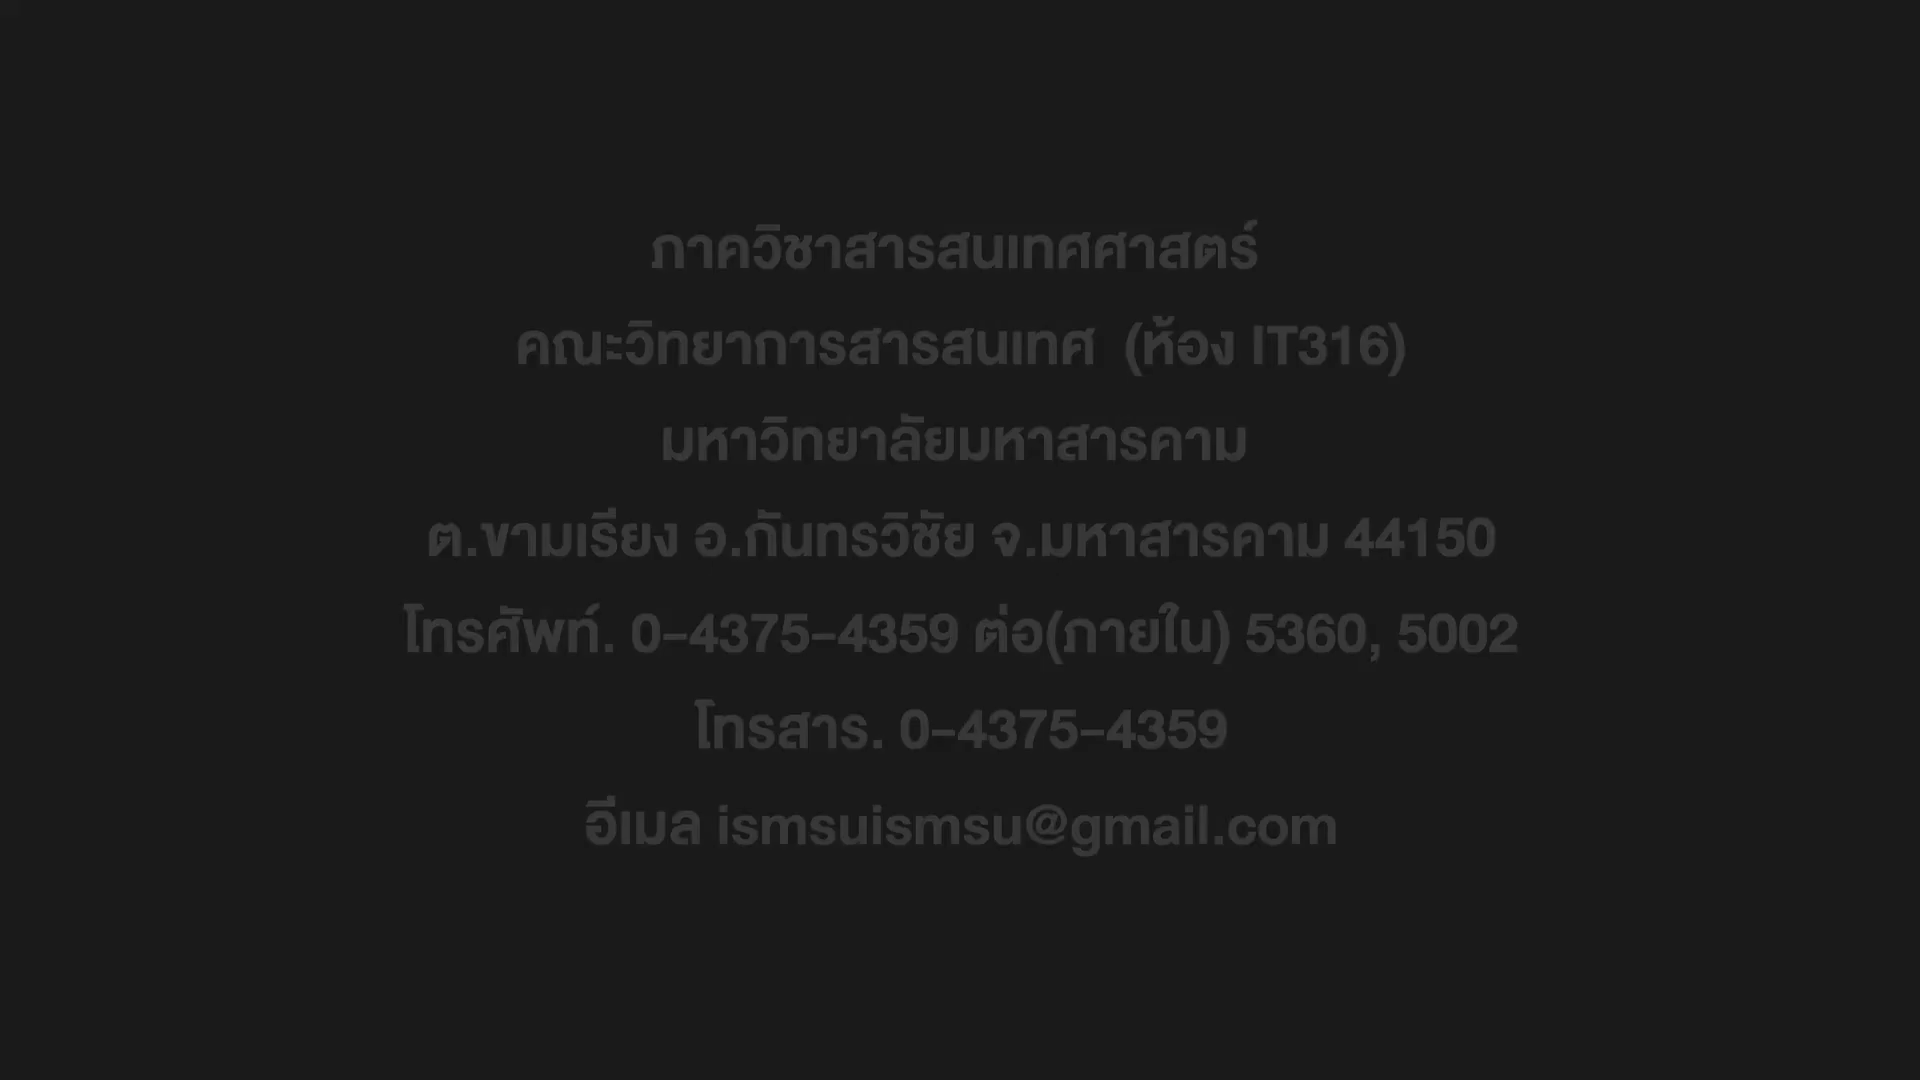 ภาควิชาสารสนเทศศาสตร์
คณะวิทยาการสารสนเทศ (ห้อง IT316)
มหาวิทยาลัยมหาสารคาม
ต.ขามเรียง อ.กันทรวิชัย จ.มหาสารคาม 44150
โทรศัพท์. 0-4375-4359 ต่อ(ภายใน) 5360, 5002
โทรสาร. 0-4375-4359
อีเมล ismsuismsu@gmail.com